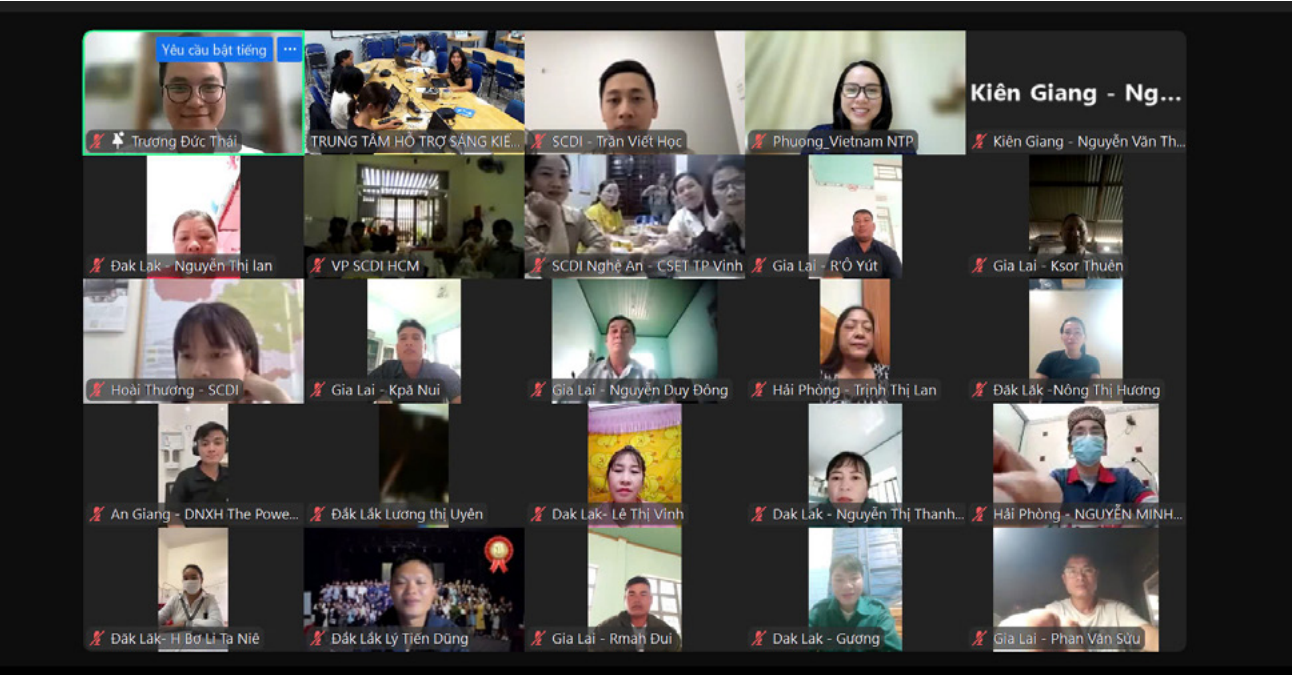 Yêu cầu bật tiếng ...
Trương Đức Thái
TRUNG TÂM HỖ TRỢ SÁNG KIẾ...
SCDI - Trần Viết Học
Phuong_Vietnam NTP
Kiên Giang - Ng...
Kiên Giang - Nguyễn Văn Th...
Đak Lak - Nguyễn Thị lan
VP SCDI HCM
SCDI Nghệ An - CSET TP Vinh
Gia Lai - R'Ô Yút
Gia Lai - Ksor Thuên
Hoài Thương - SCDI
Gia Lai - Kpă Nui
Gia Lai - Nguyễn Duy Đông
Hải Phòng - Trịnh Thị Lan
Đăk Lăk -Nông Thị Hương
An Giang - DNXH The Powe...
Đắk Lắk Lương thị Uyên
Dak Lak- Lê Thị Vinh
Dak Lak - Nguyễn Thị Thanh...
Hải Phòng - NGUYỄN MINH...
Đăk Lăk- H Bơ Li Ta Niê
Đắk Lắk Lý Tiến Dũng
Gia Lai - Rmah Đui
Dak Lak - Gương
Gia Lai - Phan Văn Sửu